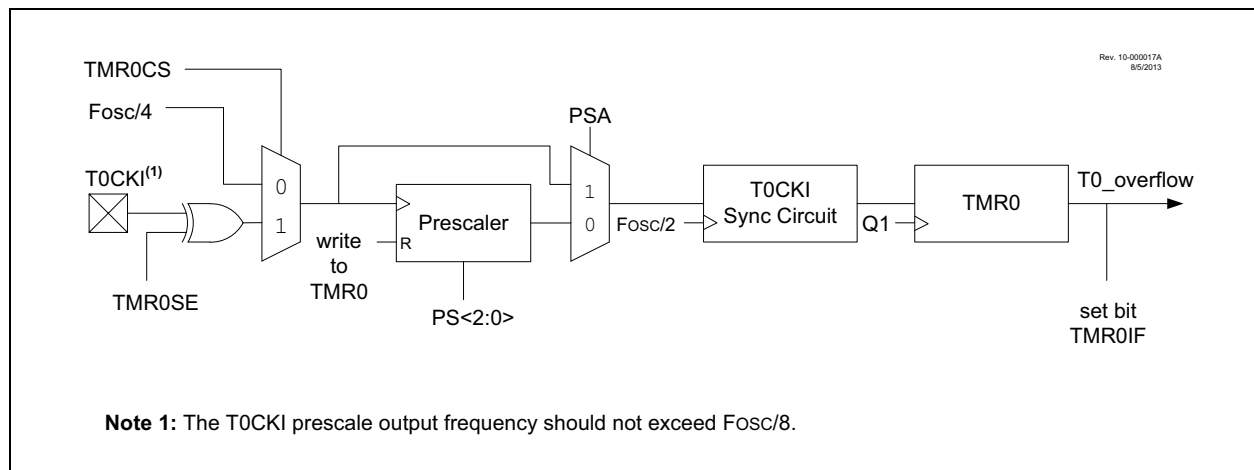 Rev. 10-000017A
8/5/2013
TMR0CS
Fosc/4
PSA
T0CKI(1)
0
1
1
0
T0CKI
Sync Circuit
TMR0
T0_overflow
Prescaler
FOSC/2
Q1
write
to
TMR0
R
TMR0SE
PS<2:0>
set bit
TMR0IF
Note 1: The T0CKI prescale output frequency should not exceed FOSC/8.